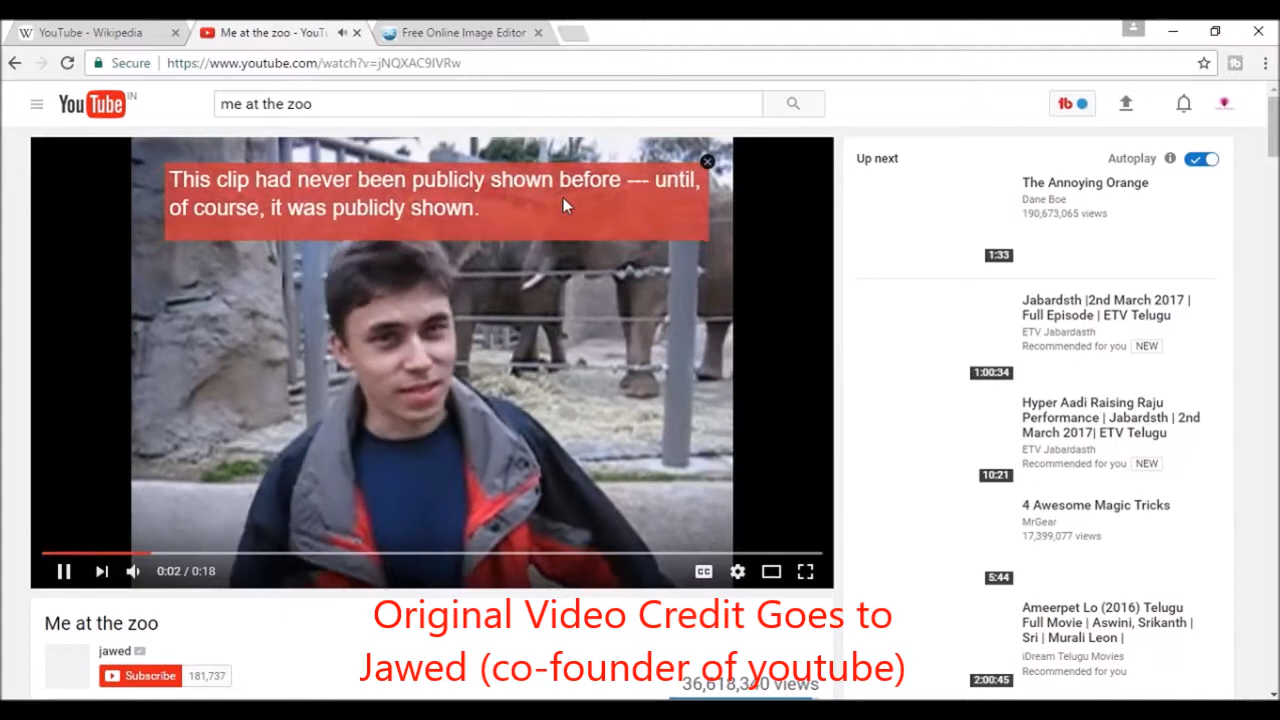 YouTube - Wikipedia
Me at the zoo - YouT
Free Online Image Editor
Secure
https://www.youtube.com/watch?v=jNQXAC9IVRw
YouTube IN
me at the zoo
This clip had never been publicly shown before --- until,
of course, it was publicly shown.
0:02 / 0:18
CC
Me at the zoo
jawed
Subscribe 181,737
36,618,340 views
Original Video Credit Goes to
Jawed (co-founder of youtube)
Up next
Autoplay
The Annoying Orange
Dane Boe
190,673,065 views
1:33
Jabardsth |2nd March 2017 |
Full Episode | ETV Telugu
ETV Jabardasth
Recommended for you NEW
1:00:34
Hyper Aadi Raising Raju
Performance | Jabardsth | 2nd
March 2017| ETV Telugu
ETV Jabardasth
Recommended for you NEW
10:21
4 Awesome Magic Tricks
MrGear
17,399,077 views
5:44
Ameerpet Lo (2016) Telugu
Full Movie | Aswini, Srikanth |
Sri | Murali Leon |
iDream Telugu Movies
Recommended for you
2:00:45